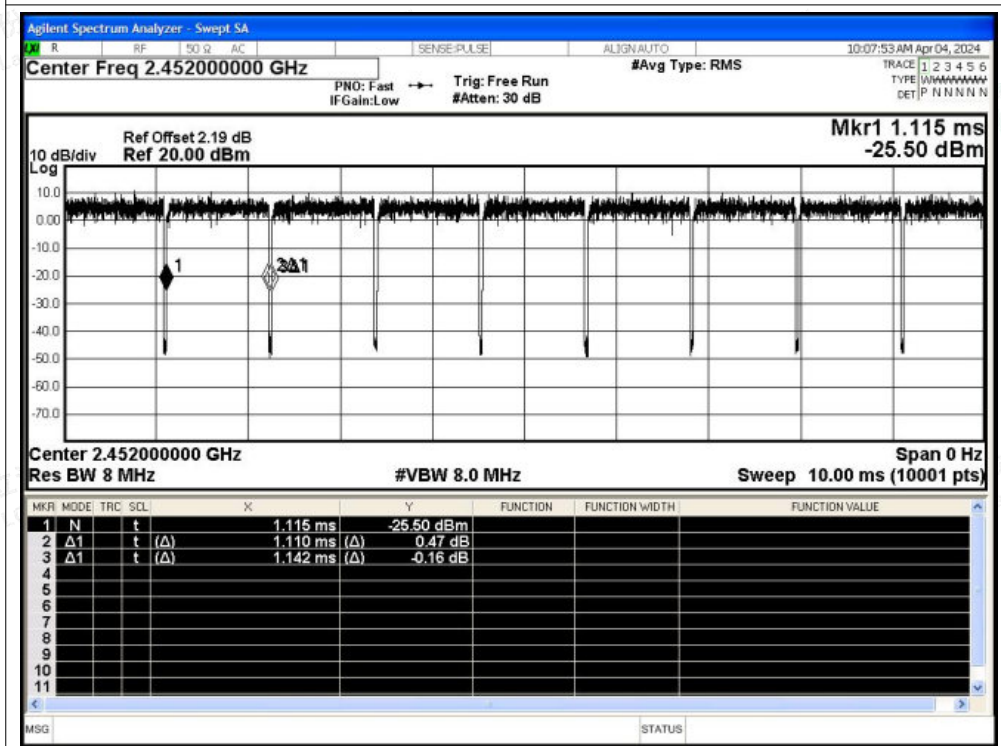 Agilent Spectrum Analyzer - Swept SA
LXI R RF 50 Ω AC SENSE:PULSE ALIGN AUTO 10:07:53 AM Apr 04, 2024
Center Freq 2.452000000 GHz
PNO: Fast
IFGain:Low
Trig: Free Run
#Atten: 30 dB
#Avg Type: RMS
TRACE 1 2 3 4 5 6
TYPE WWWWWW
DET P N N N N N
Mkr1 1.115 ms
-25.50 dBm
Ref Offset 2.19 dB
10 dB/div Ref 20.00 dBm
Log
10.0
0.00
-10.0
1
-20.0
-30.0
-40.0
-50.0
-60.0
-70.0
Center 2.452000000 GHz Span 0 Hz
Res BW 8 MHz #VBW 8.0 MHz Sweep 10.00 ms (10001 pts)
MKR MODE TRC SCL X Y FUNCTION FUNCTION WIDTH FUNCTION VALUE
1 N t 1.115 ms -25.50 dBm
2 Δ1 t (Δ) 1.110 ms (Δ) 0.47 dB
3 Δ1 t (Δ) 1.142 ms (Δ) -0.16 dB
4
5
6
7
8
9
10
11
MSG STATUS